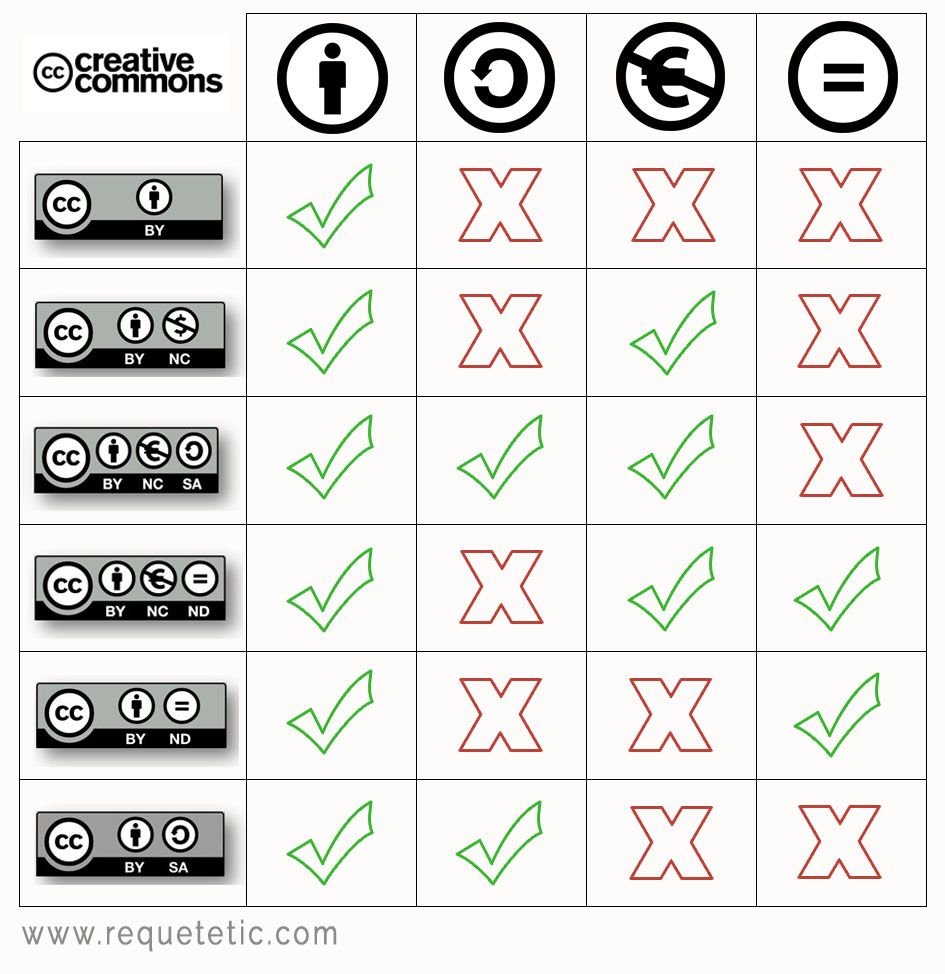 cc creative
commons
cc
BY
cc $
BY NC
cc €
BY NC SA
cc €
BY NC ND
cc
BY ND
cc
BY SA
www.requetetic.com